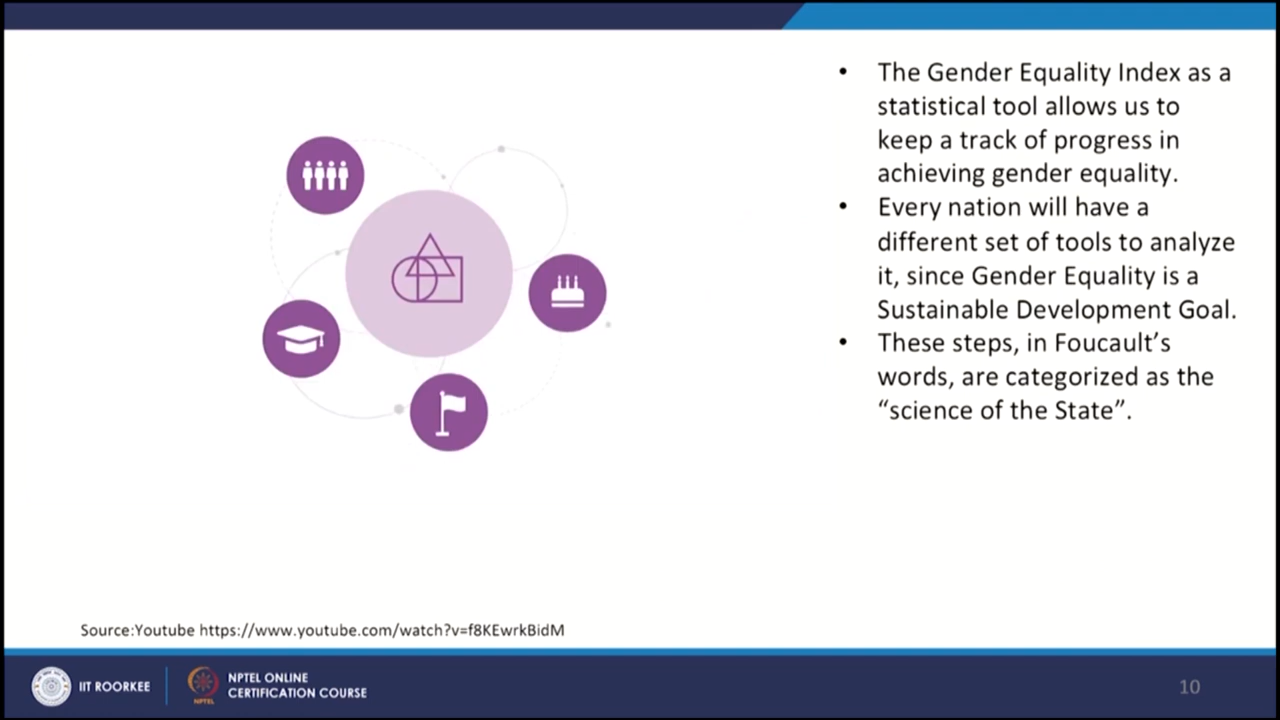 • The Gender Equality Index as a
statistical tool allows us to
keep a track of progress in
achieving gender equality.
• Every nation will have a
different set of tools to analyze
it, since Gender Equality is a
Sustainable Development Goal.
• These steps, in Foucault’s
words, are categorized as the
“science of the State”.
Source:Youtube https://www.youtube.com/watch?v=f8KEwrkBidM
IIT ROORKEE
NPTEL
NPTEL ONLINE
CERTIFICATION COURSE
10